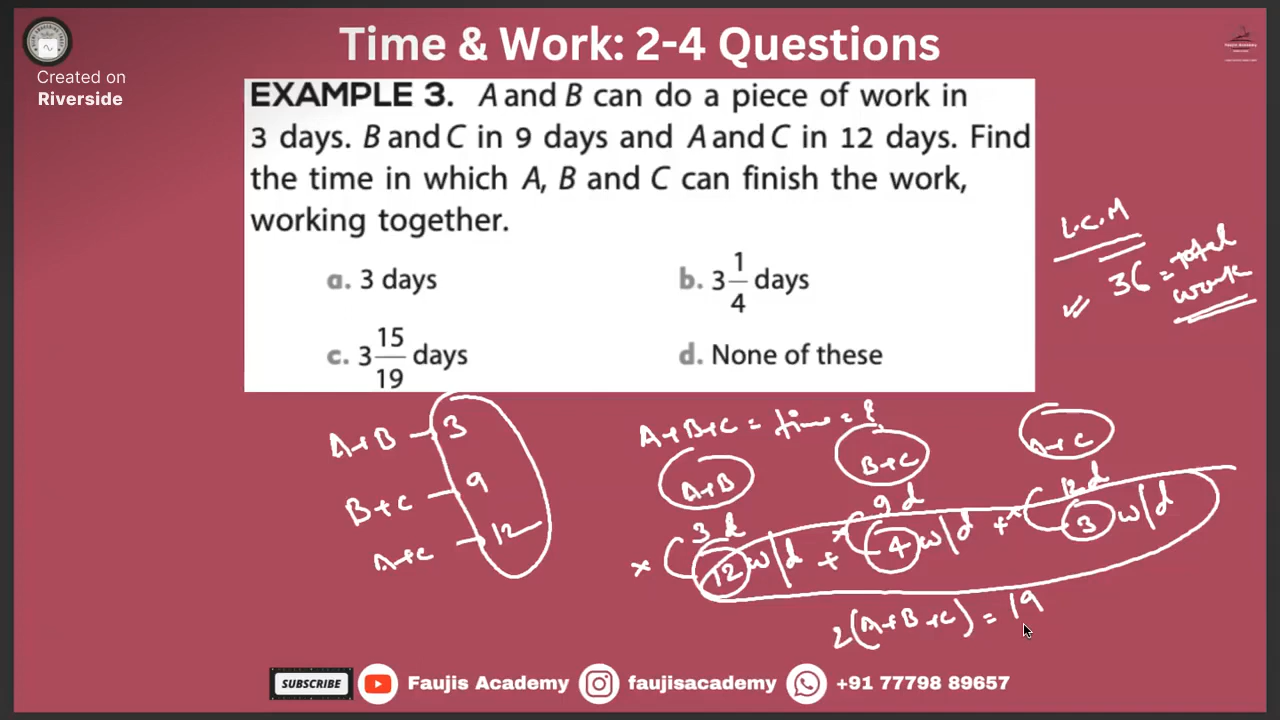 Time & Work: 2-4 Questions
Created on
Riverside
EXAMPLE 3. A and B can do a piece of work in
3 days. B and C in 9 days and A and C in 12 days. Find
the time in which A, B and C can finish the work,
working together.
a. 3 days
b. 3 1/4 days
c. 3 15/19 days
d. None of these
L.C.M
36 = total
work
A+B - 3
B+C - 9
A+C - 12
A+B+C = time = ?
A+B B+C A+C
3 d 9 d 12 d
× 12 w/d + × 4 w/d + × 3 w/d
2(A+B+C) = 19
SUBSCRIBE Faujis Academy faujisacademy +91 77798 89657